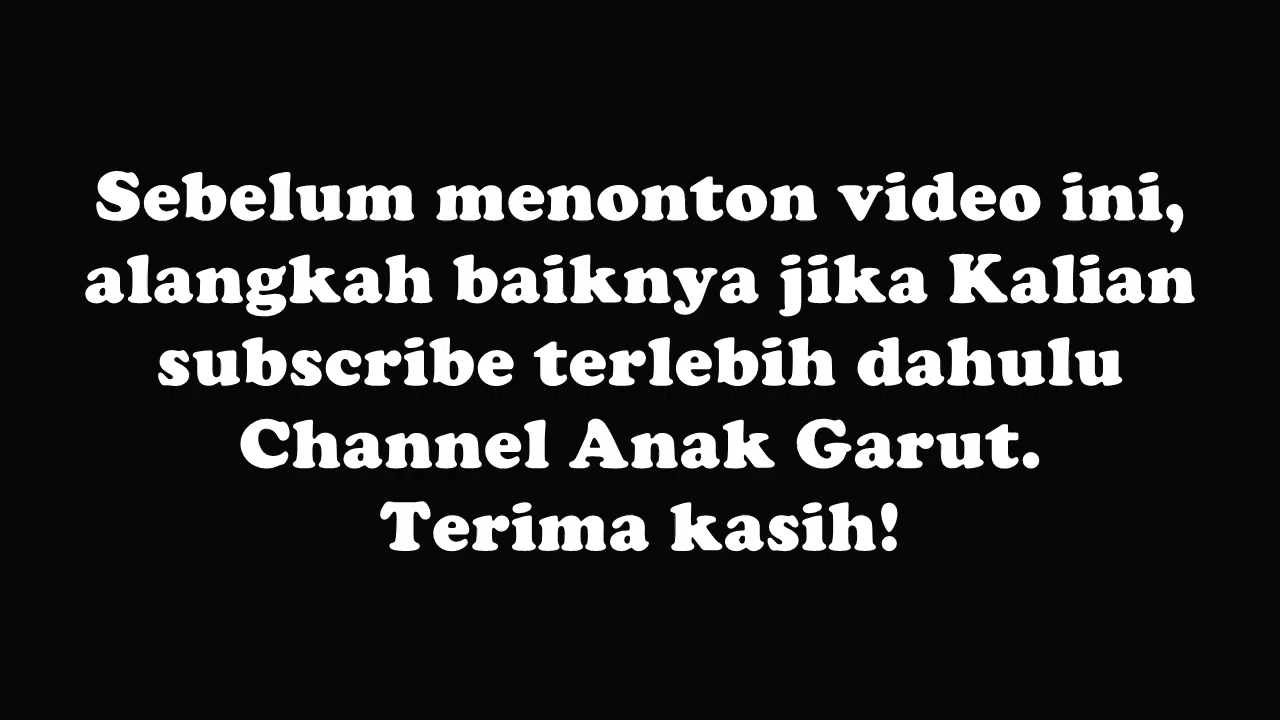 Sebelum menonton video ini,
alangkah baiknya jika Kalian
subscribe terlebih dahulu
Channel Anak Garut.
Terima kasih!